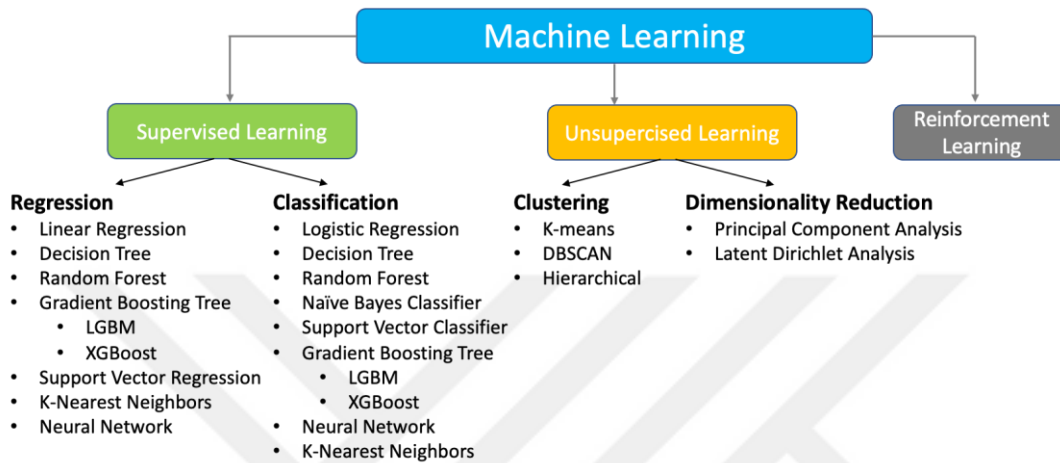 Machine Learning
Supervised Learning
Unsupercised Learning
Reinforcement
Learning
Regression
• Linear Regression
• Decision Tree
• Random Forest
• Gradient Boosting Tree
• LGBM
• XGBoost
• Support Vector Regression
• K-Nearest Neighbors
• Neural Network
Classification
• Logistic Regression
• Decision Tree
• Random Forest
• Naïve Bayes Classifier
• Support Vector Classifier
• Gradient Boosting Tree
• LGBM
• XGBoost
• Neural Network
• K-Nearest Neighbors
Clustering
• K-means
• DBSCAN
• Hierarchical
Dimensionality Reduction
• Principal Component Analysis
• Latent Dirichlet Analysis